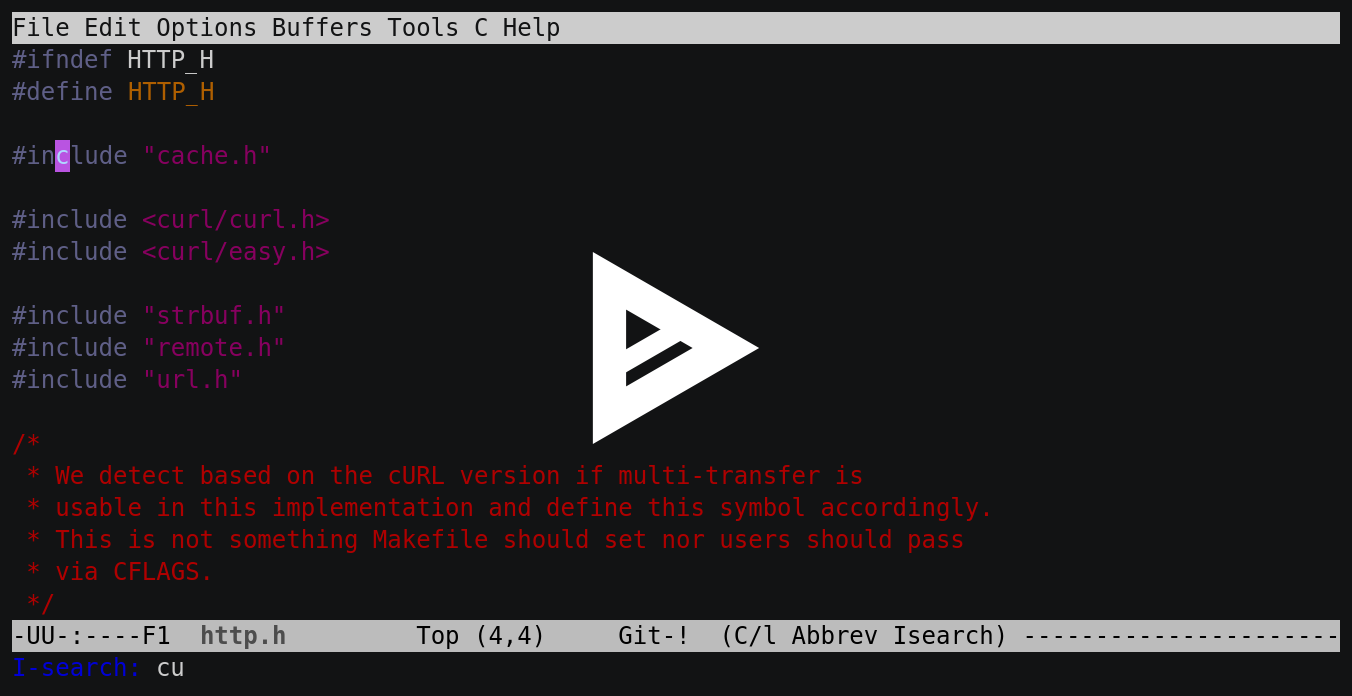 File Edit Options Buffers Tools C Help
#ifndef HTTP_H
#define HTTP_H
#include "cache.h"
#include <curl/curl.h>
#include <curl/easy.h>
#include "strbuf.h"
#include "remote.h"
#include "url.h"
/*
 * We detect based on the cURL version if multi-transfer is
 * usable in this implementation and define this symbol accordingly.
 * This is not something Makefile should set nor users should pass
 * via CFLAGS.
 */
-UU-:----F1  http.h         Top (4,4)     Git-!  (C/l Abbrev Isearch) ----------------------
I-search: cu